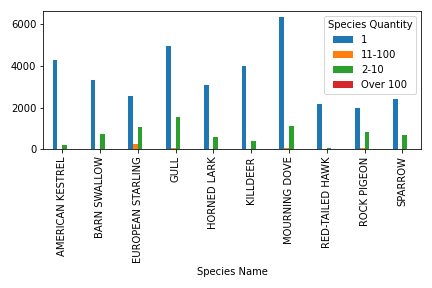 Species Quantity
1
11-100
2-10
Over 100
6000
4000
2000
0
AMERICAN KESTREL
BARN SWALLOW
EUROPEAN STARLING
GULL
HORNED LARK
KILLDEER
MOURNING DOVE
RED-TAILED HAWK
ROCK PIGEON
SPARROW
Species Name